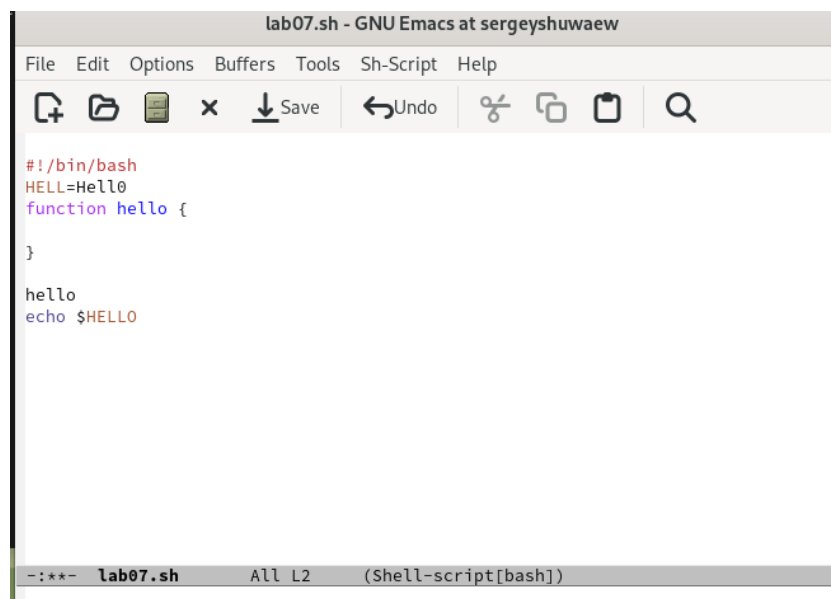 lab07.sh - GNU Emacs at sergeyshuwaew
File Edit Options Buffers Tools Sh-Script Help
Save Undo
#!/bin/bash
HELL=Hell0
function hello {
}
hello
echo $HELLO
-:**- lab07.sh All L2 (Shell-script[bash])